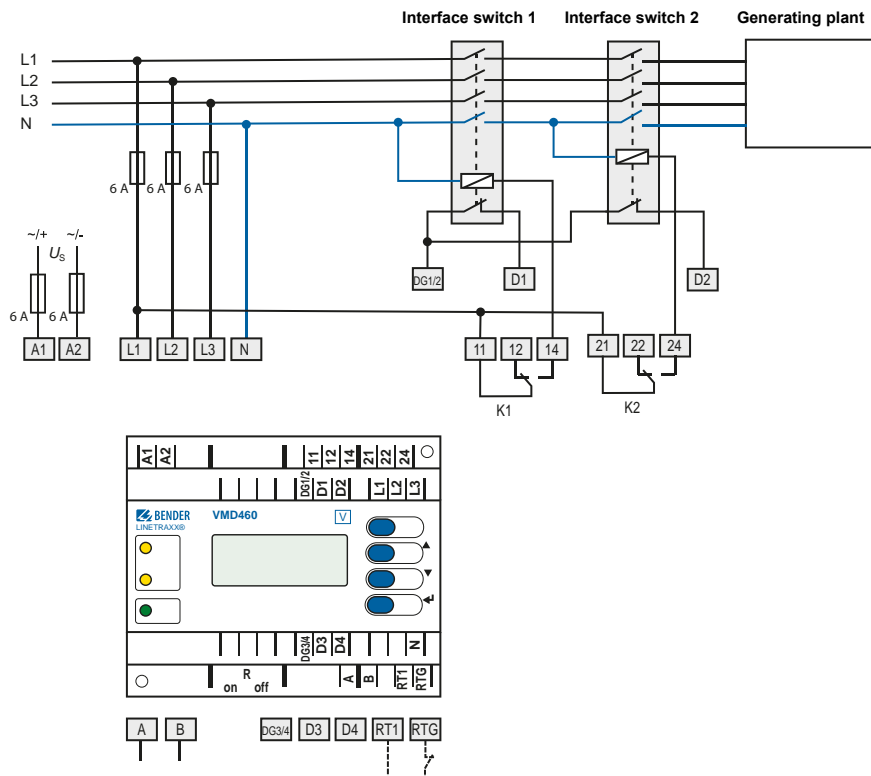 Interface switch 1 Interface switch 2 Generating plant
L1
L2
L3
N
6 A 6 A 6 A
~/+ ~/-
US
DG1/2 D1 D2
6 A 6 A
A1 A2 L1 L2 L3 N 11 12 14 21 22 24
K1 K2
A1 A2 11 12 14 21 22 24
DG1/2 D1 D2 L1 L2 L3
BENDER VMD460 V
LINETRAXX®
DG3/4 D3 D4 N
R
on off A B RT1 RTG
A B DG3/4 D3 D4 RT1 RTG